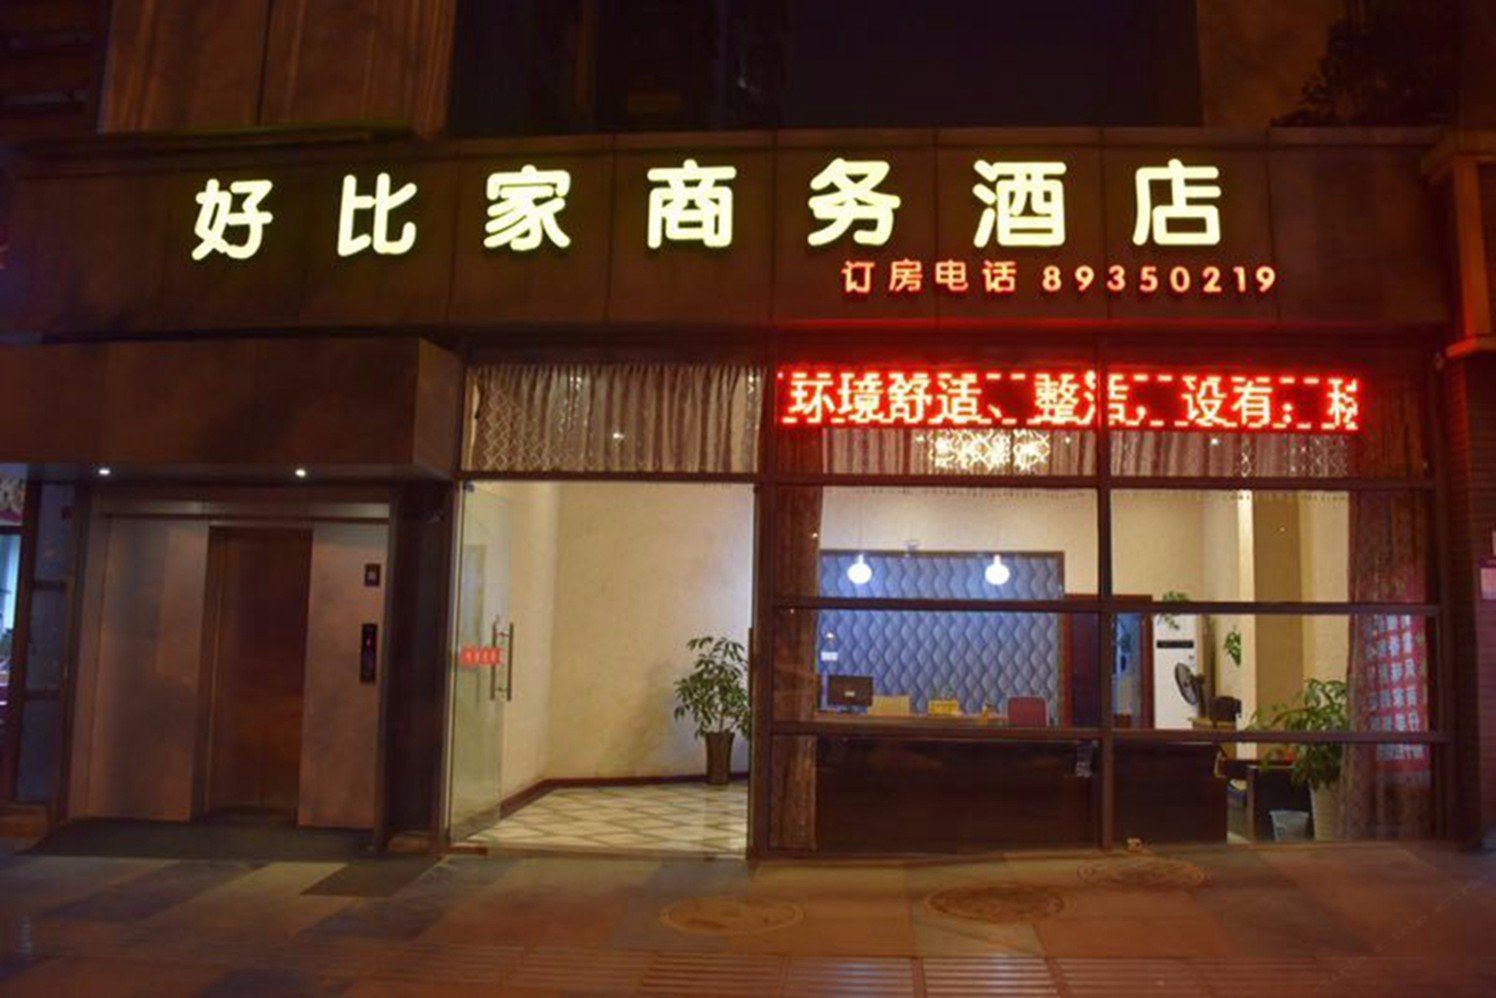 好比家商务酒店
订房电话 89350219
环境舒适、整洁，设有：